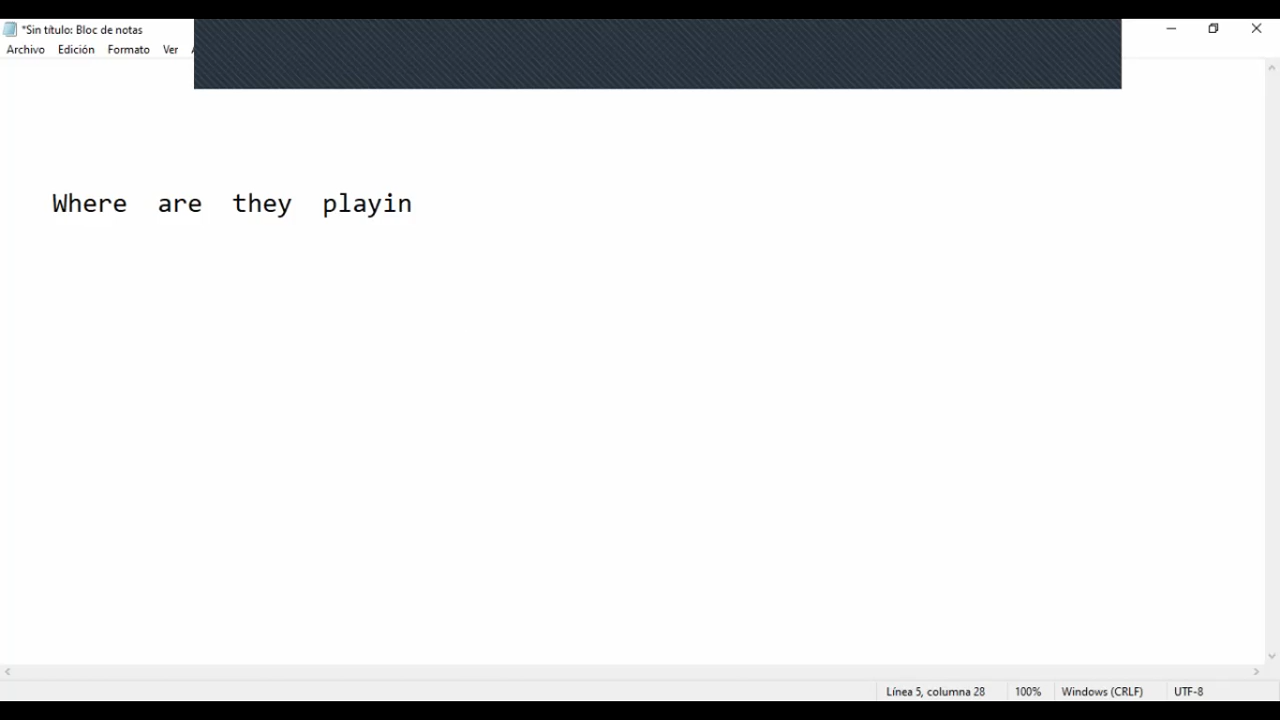 *Sin título: Bloc de notas
Archivo Edición Formato Ver
Where are they playin
Línea 5, columna 28 100% Windows (CRLF) UTF-8